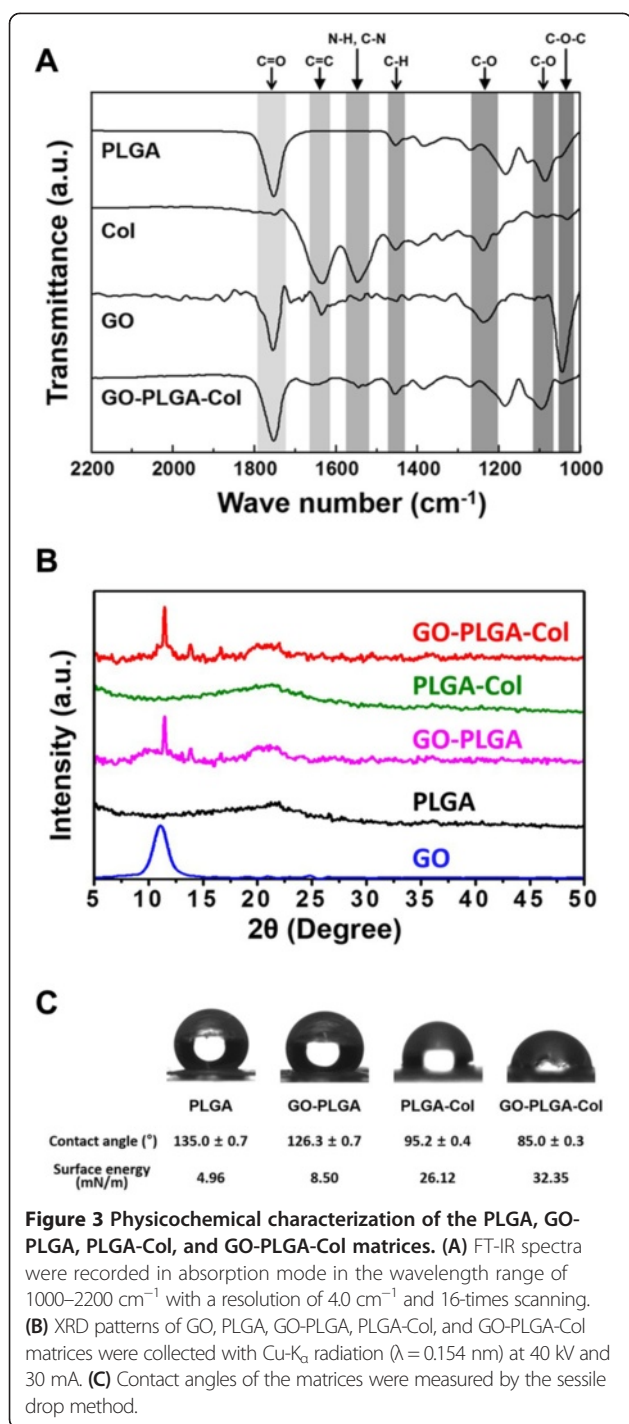 A
N-H, C-N
C-O-C
C=O
C=C
C-H
C-O
C-O
PLGA
Col
GO
GO-PLGA-Col
Transmittance (a.u.)
2200 2000 1800 1600 1400 1200 1000
Wave number (cm⁻¹)
B
GO-PLGA-Col
PLGA-Col
GO-PLGA
PLGA
GO
Intensity (a.u.)
5 10 15 20 25 30 35 40 45 50
2θ (Degree)
C
PLGA GO-PLGA PLGA-Col GO-PLGA-Col
Contact angle (°) 135.0 ± 0.7 126.3 ± 0.7 95.2 ± 0.4 85.0 ± 0.3
Surface energy
(mN/m) 4.96 8.50 26.12 32.35
Figure 3 Physicochemical characterization of the PLGA, GO-
PLGA, PLGA-Col, and GO-PLGA-Col matrices. (A) FT-IR spectra
were recorded in absorption mode in the wavelength range of
1000–2200 cm⁻¹ with a resolution of 4.0 cm⁻¹ and 16-times scanning.
(B) XRD patterns of GO, PLGA, GO-PLGA, PLGA-Col, and GO-PLGA-Col
matrices were collected with Cu-Kα radiation (λ = 0.154 nm) at 40 kV and
30 mA. (C) Contact angles of the matrices were measured by the sessile
drop method.